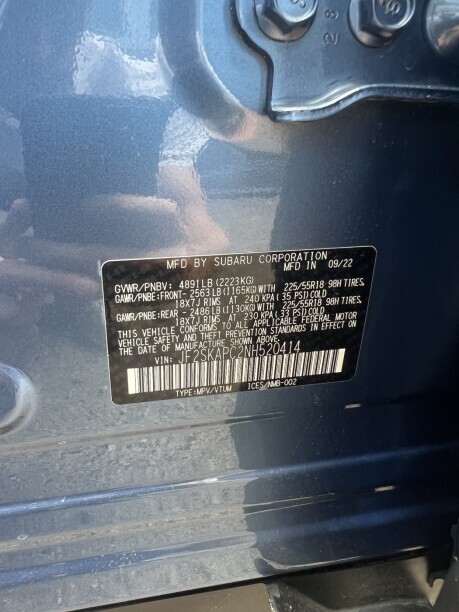 MFD BY SUBARU CORPORATION
MFD IN 09/22
GVWR/PNBV: 4891LB(2223KG)
GAWR/PNBE:FRONT- 2563LB(1165KG)WITH 225/55R18 98H TIRES
18X7J RIMS AT 240 KPA(35 PSI)COLD
GAWR/PNBE:REAR - 2486LB(1130KG)WITH 225/55R18 98H TIRES
18X7J RIMS AT 230 KPA(33 PSI)COLD
THIS VEHICLE CONFORMS TO ALL APPLICABLE FEDERAL MOTOR
VEHICLE SAFETY AND THEFT PREVENTION STANDARDS IN EFFECT
ON THE DATE OF MANUFACTURE SHOWN ABOVE.
VIN: JF2SKAPC2NH520414
TYPE:MPV/VTUM ICES/NMB-002